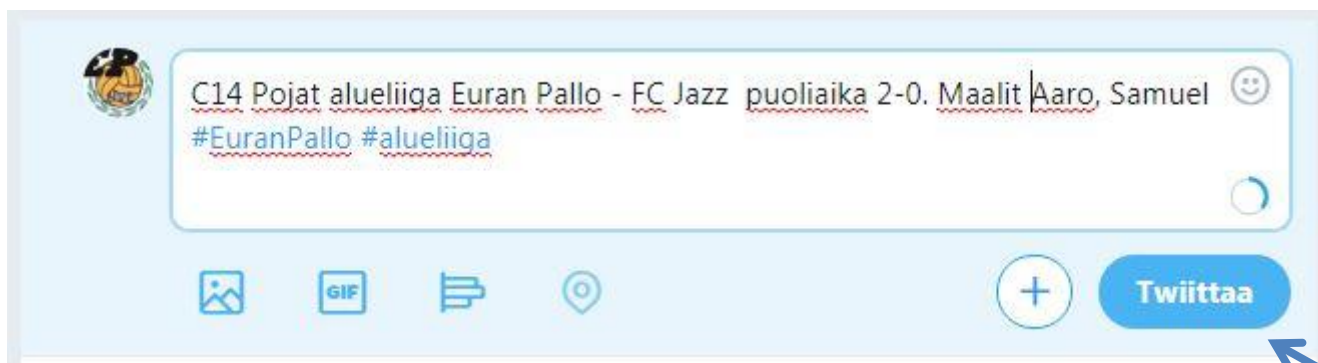 C14 Pojat alueliiga Euran Pallo - FC Jazz  puoliaika 2-0. Maalit Aaro, Samuel
#EuranPallo #alueliiga
GIF
Twiittaa